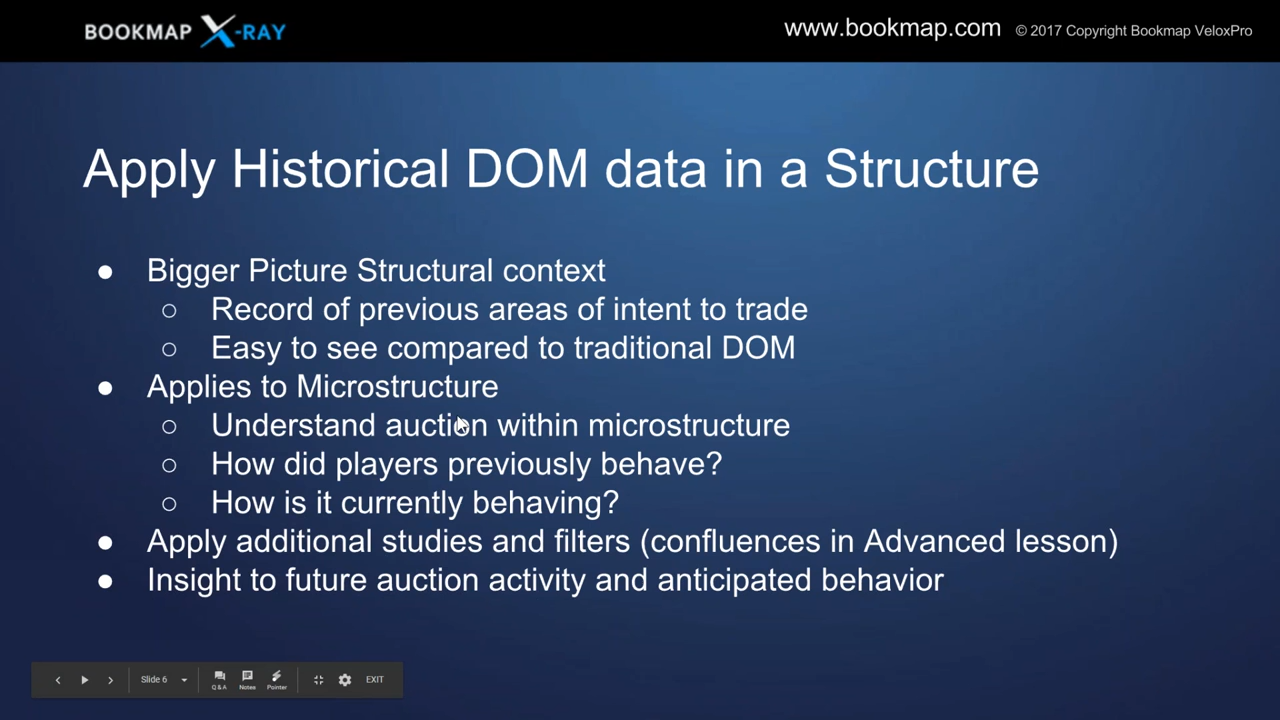 BOOKMAP X-RAY
www.bookmap.com © 2017 Copyright Bookmap VeloxPro
Apply Historical DOM data in a Structure
● Bigger Picture Structural context
○ Record of previous areas of intent to trade
○ Easy to see compared to traditional DOM
● Applies to Microstructure
○ Understand auction within microstructure
○ How did players previously behave?
○ How is it currently behaving?
● Apply additional studies and filters (confluences in Advanced lesson)
● Insight to future auction activity and anticipated behavior
Slide 6
Q & A
Notes
Pointer
EXIT